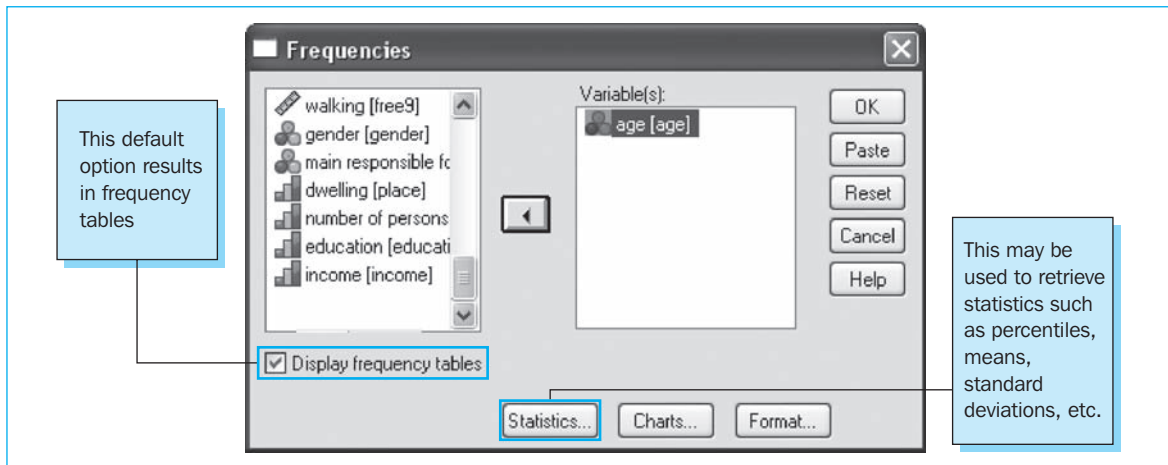 Frequencies
This default
option results
in frequency
tables
walking [free9]
gender [gender]
main responsible fc
dwelling [place]
number of persons
education [educati
income [income]
Variable(s):
age [age]
OK
Paste
Reset
Cancel
Help
Display frequency tables
Statistics...
Charts...
Format...
This may be
used to retrieve
statistics such
as percentiles,
means,
standard
deviations, etc.